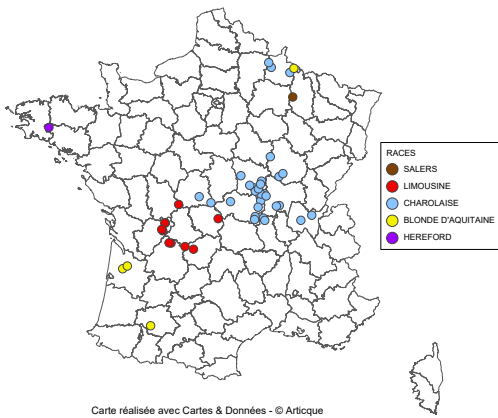 RACES
SALERS
LIMOUSINE
CHAROLAISE
BLONDE D'AQUITAINE
HEREFORD
Carte réalisée avec Cartes & Données - © Articque